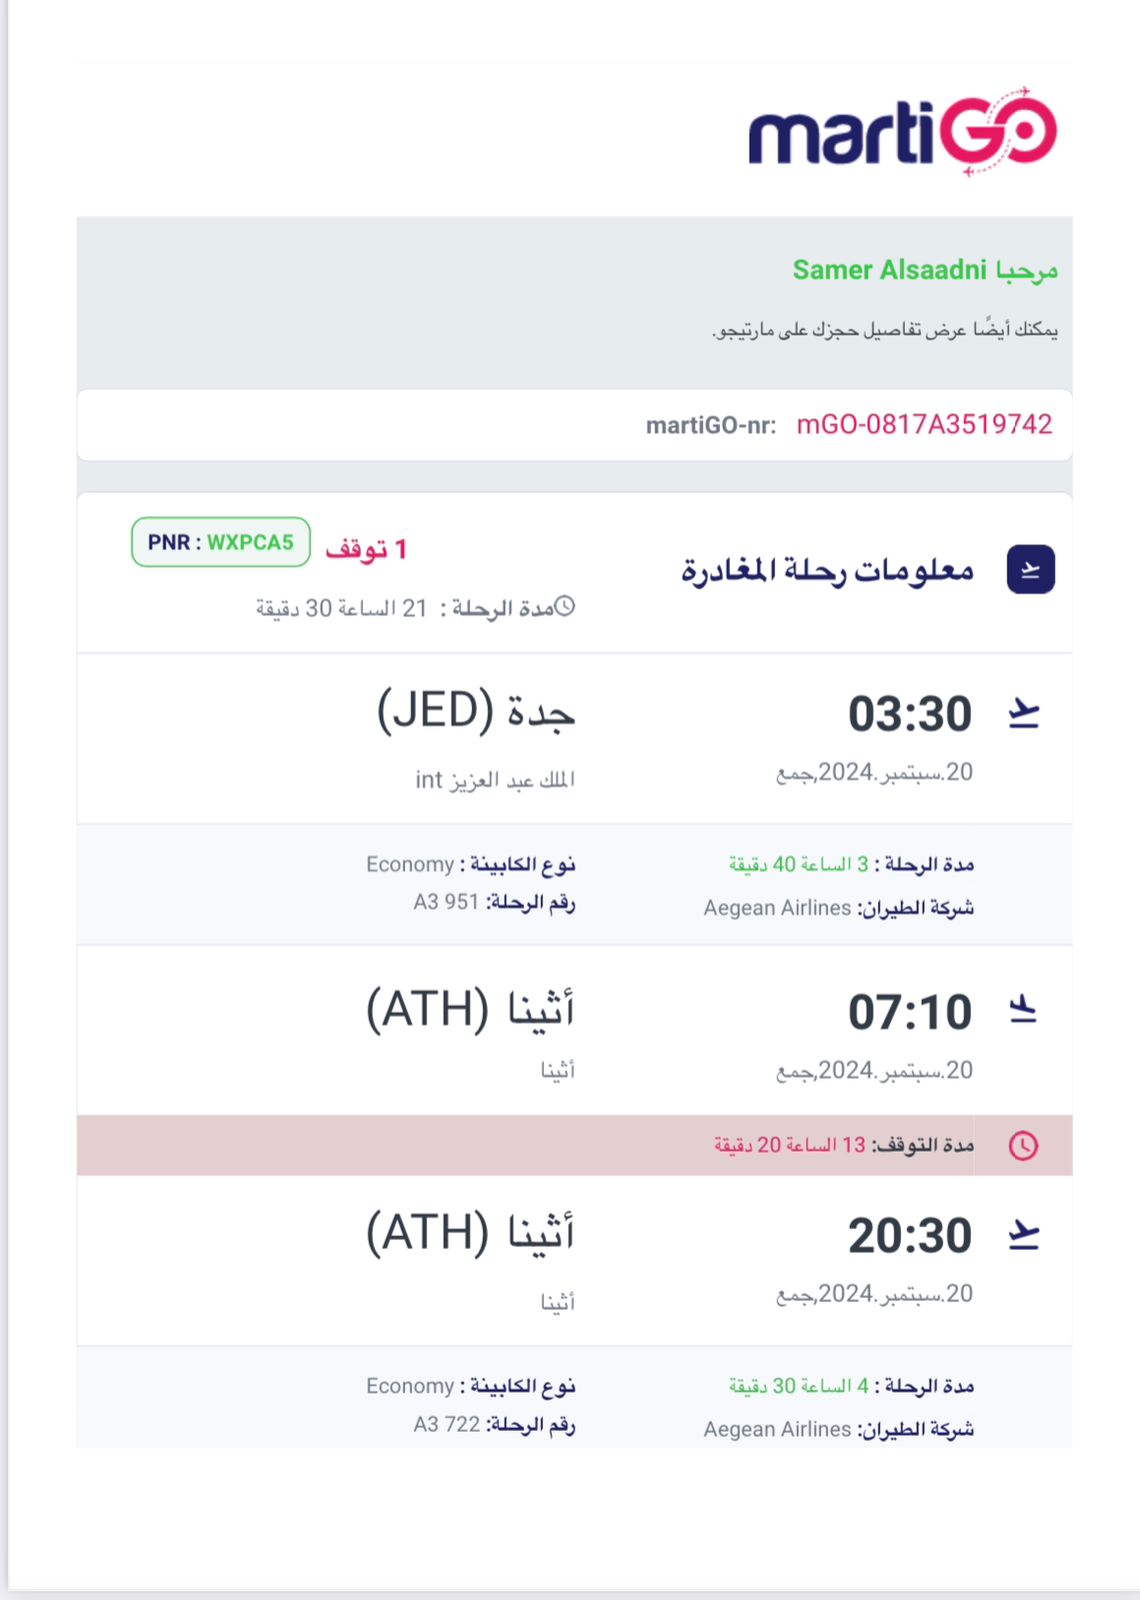 martiGO
مرحبا Samer Alsaadni
يمكنك أيضًا عرض تفاصيل حجزك على مارتيجو.
martiGO-nr: mGO-0817A3519742
معلومات رحلة المغادرة
1 توقف
PNR : WXPCA5
مدة الرحلة : 21 الساعة 30 دقيقة
03:30
جدة (JED)
20.سبتمبر.2024,جمع
الملك عبد العزيز int
مدة الرحلة : 3 الساعة 40 دقيقة
نوع الكابينة : Economy
شركة الطيران: Aegean Airlines
رقم الرحلة: A3 951
07:10
أثينا (ATH)
20.سبتمبر.2024,جمع
أثينا
مدة التوقف: 13 الساعة 20 دقيقة
20:30
أثينا (ATH)
20.سبتمبر.2024,جمع
أثينا
مدة الرحلة : 4 الساعة 30 دقيقة
نوع الكابينة : Economy
شركة الطيران: Aegean Airlines
رقم الرحلة: A3 722